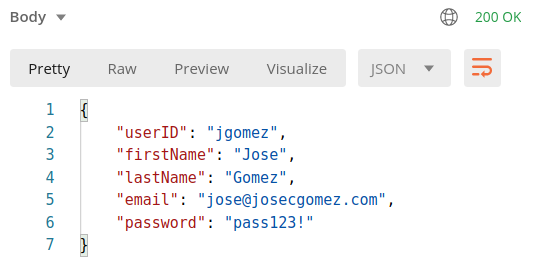 Body 200 OK
Pretty Raw Preview Visualize JSON
1 {
2 "userID": "jgomez",
3 "firstName": "Jose",
4 "lastName": "Gomez",
5 "email": "jose@josecgomez.com",
6 "password": "pass123!"
7 }